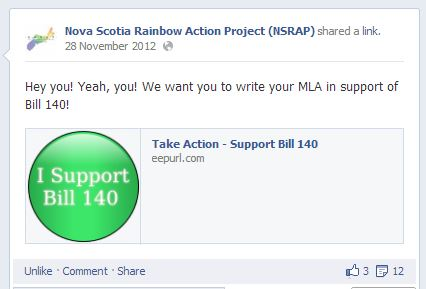 Nova Scotia Rainbow Action Project (NSRAP) shared a link.
28 November 2012
Hey you! Yeah, you! We want you to write your MLA in support of
Bill 140!
I Support
Bill 140
Take Action - Support Bill 140
eepurl.com
Unlike · Comment · Share 3 12